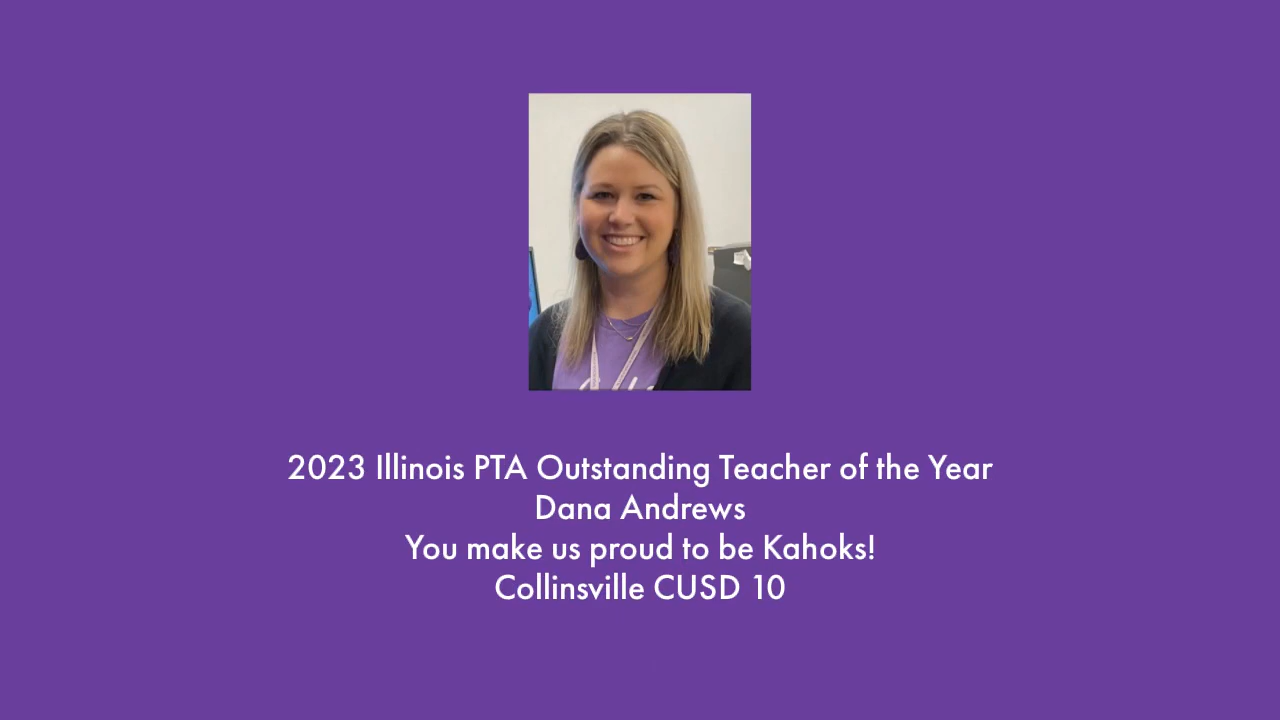 2023 Illinois PTA Outstanding Teacher of the Year
Dana Andrews
You make us proud to be Kahoks!
Collinsville CUSD 10